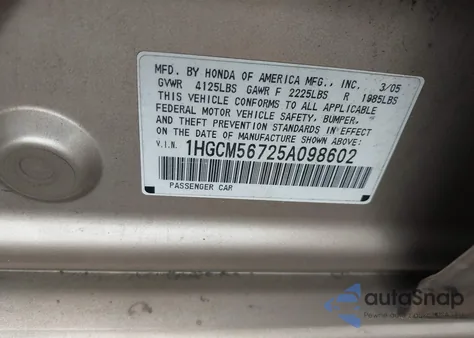 MFD. BY HONDA OF AMERICA MFG., INC. 3/05
GVWR 4125LBS GAWR F 2225LBS R 1985LBS
THIS VEHICLE CONFORMS TO ALL APPLICABLE
FEDERAL MOTOR VEHICLE SAFETY, BUMPER,
AND THEFT PREVENTION STANDARDS IN EFFECT
ON THE DATE OF MANUFACTURE SHOWN ABOVE:
V.I.N. 1HGCM56725A098602
PASSENGER CAR
autoSnap